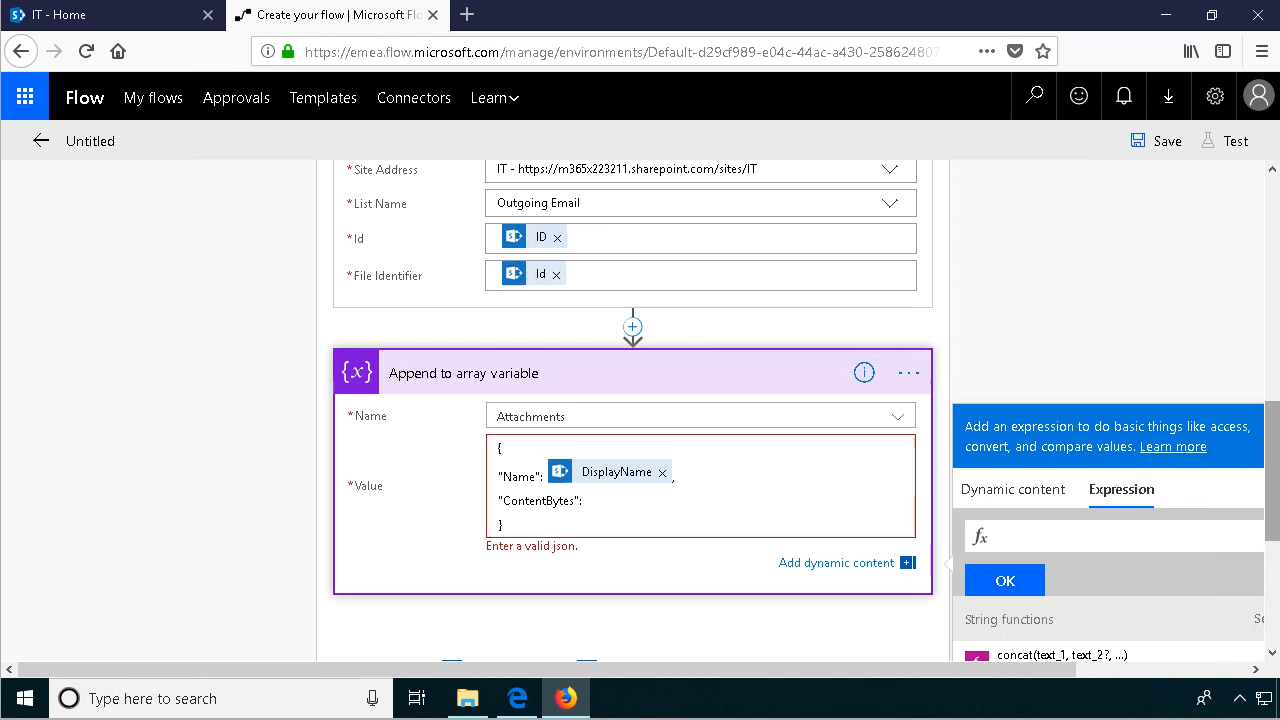 IT - Home
Create your flow | Microsoft Flo
https://emea.flow.microsoft.com/manage/environments/Default-d29cf989-e04c-44ac-a430-258624807
Flow My flows Approvals Templates Connectors Learn
Untitled
Save Test
*Site Address IT - https://m365x223211.sharepoint.com/sites/IT
*List Name Outgoing Email
*Id ID ×
*File Identifier Id ×
{x} Append to array variable
*Name Attachments
*Value {
"Name": DisplayName × ,
"ContentBytes":
}
Enter a valid json.
Add dynamic content
Add an expression to do basic things like access,
convert, and compare values. Learn more
Dynamic content Expression
fx
OK
String functions Se
concat(text_1, text_2?, ...)
Type here to search